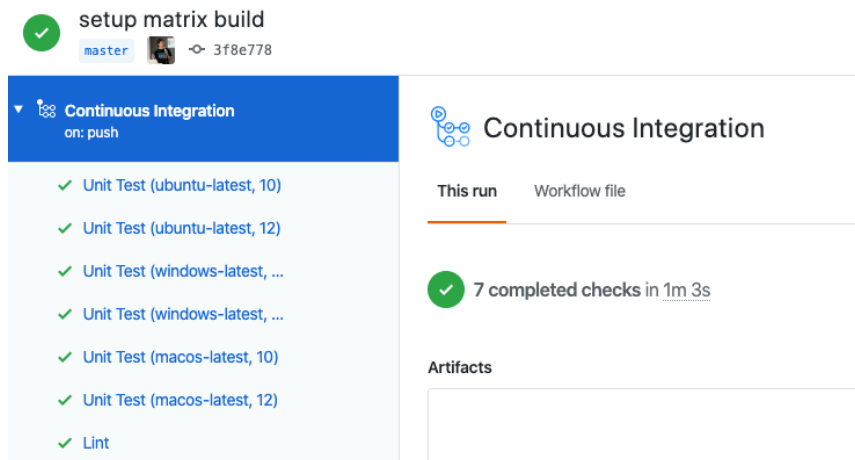 setup matrix build
master 3f8e778
Continuous Integration
on: push
Unit Test (ubuntu-latest, 10)
Unit Test (ubuntu-latest, 12)
Unit Test (windows-latest, ...
Unit Test (windows-latest, ...
Unit Test (macos-latest, 10)
Unit Test (macos-latest, 12)
Lint
Continuous Integration
This run Workflow file
7 completed checks in 1m 3s
Artifacts